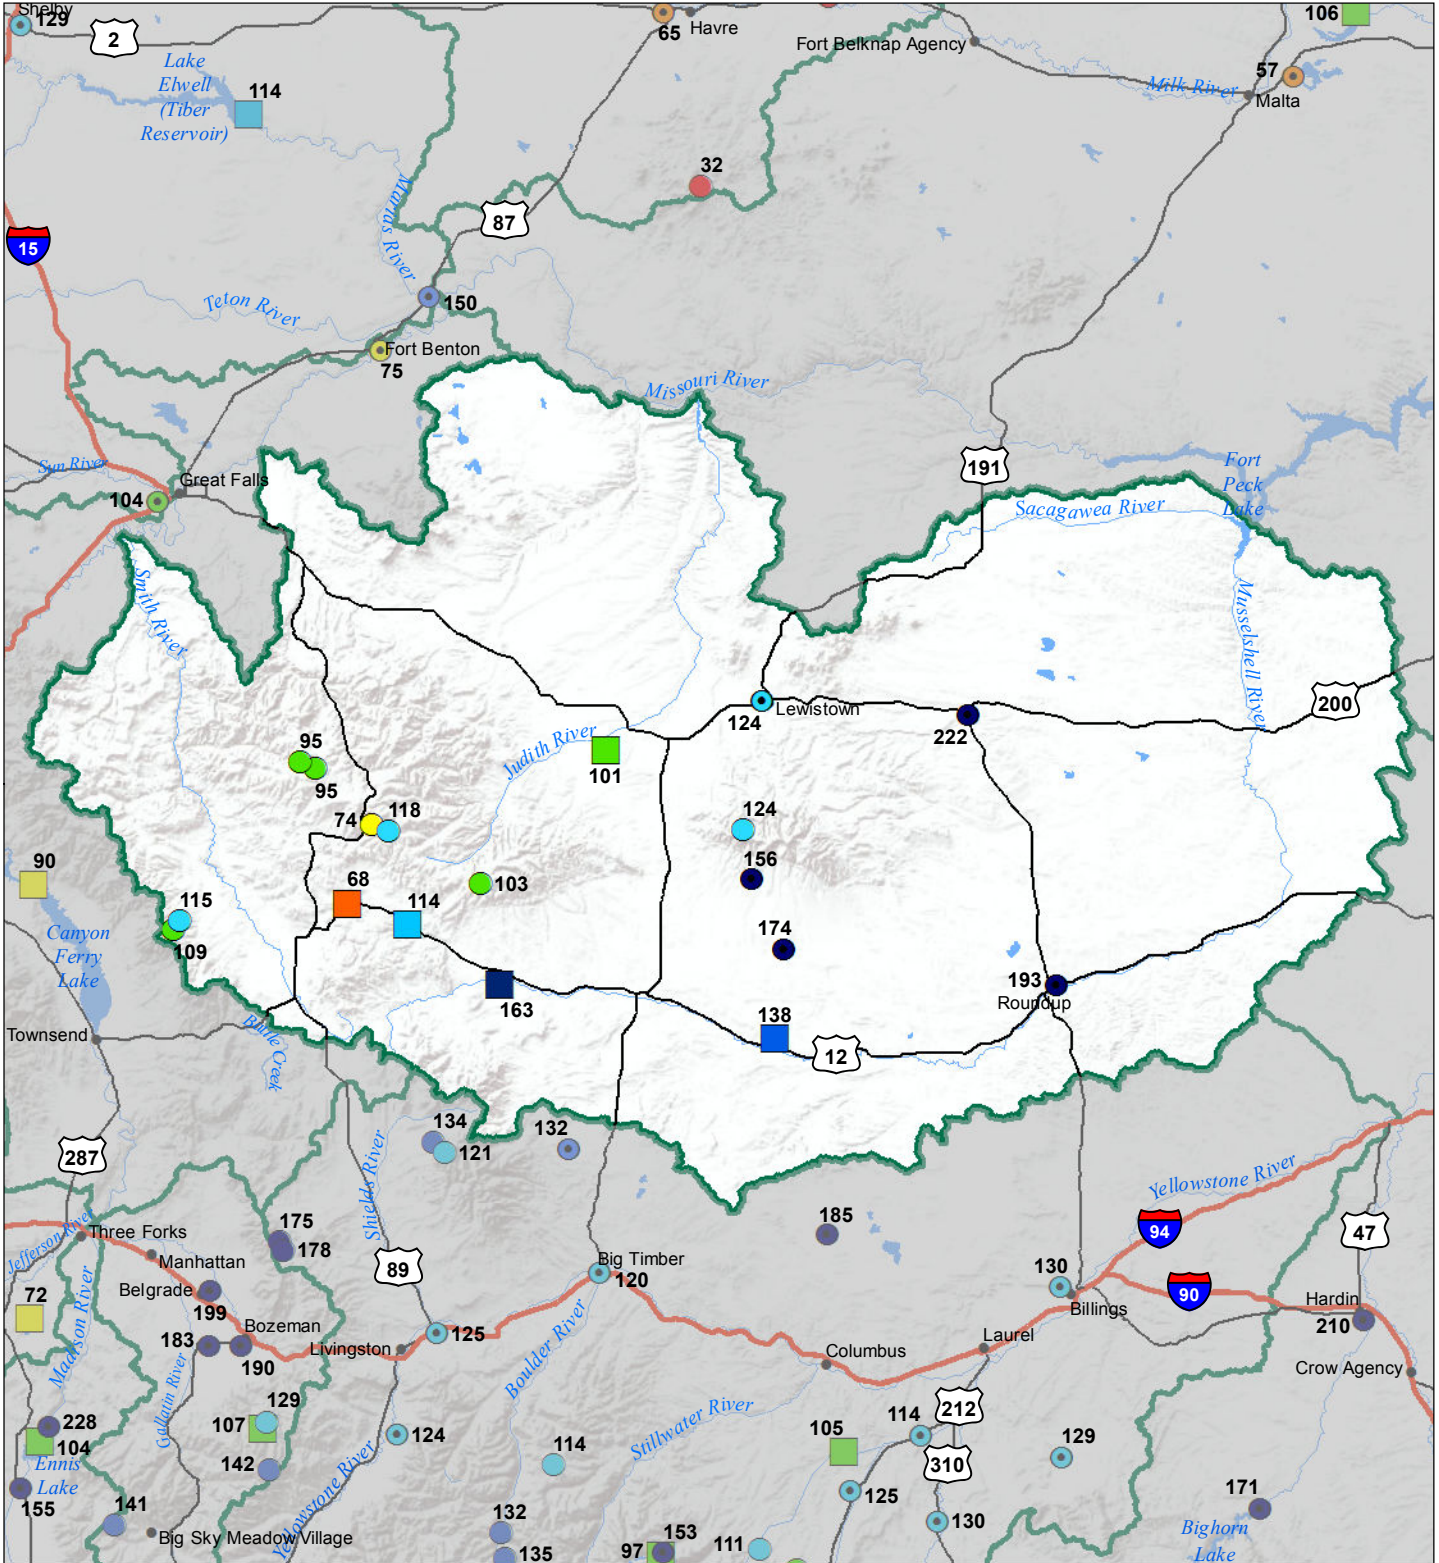 Shelby
129
2
65
Havre
Fort Belknap Agency
106
57
Malta
Milk River
Lake
Elwell
(Tiber
Reservoir)
114
32
Marias River
87
15
150
Teton River
Fort Benton
75
Missouri River
191
Fort
Peck
Lake
Sun River
Great Falls
104
Sacagawea River
Smith River
Musselshell River
200
Lewistown
124
222
Judith River
101
95
95
74
118
124
156
90
68
103
115
114
109
Canyon
Ferry
Lake
174
193
Roundup
163
138
12
Townsend
Battle Creek
134
121
132
287
Shields River
Yellowstone River
175
178
185
94
47
Three Forks
Jefferson River
Manhattan
89
Big Timber
120
130
Billings
90
Hardin
210
Belgrade
199
72
Madison River
Bozeman
183
190
Livingston
125
Boulder River
Columbus
Laurel
Crow Agency
Gallatin River
129
107
228
104
Ennis
Lake
142
124
Stillwater River
212
105
114
114
310
129
155
141
Big Sky Meadow Village
Yellowstone River
132
135
125
130
171
Bighorn
Lake
97
153
111